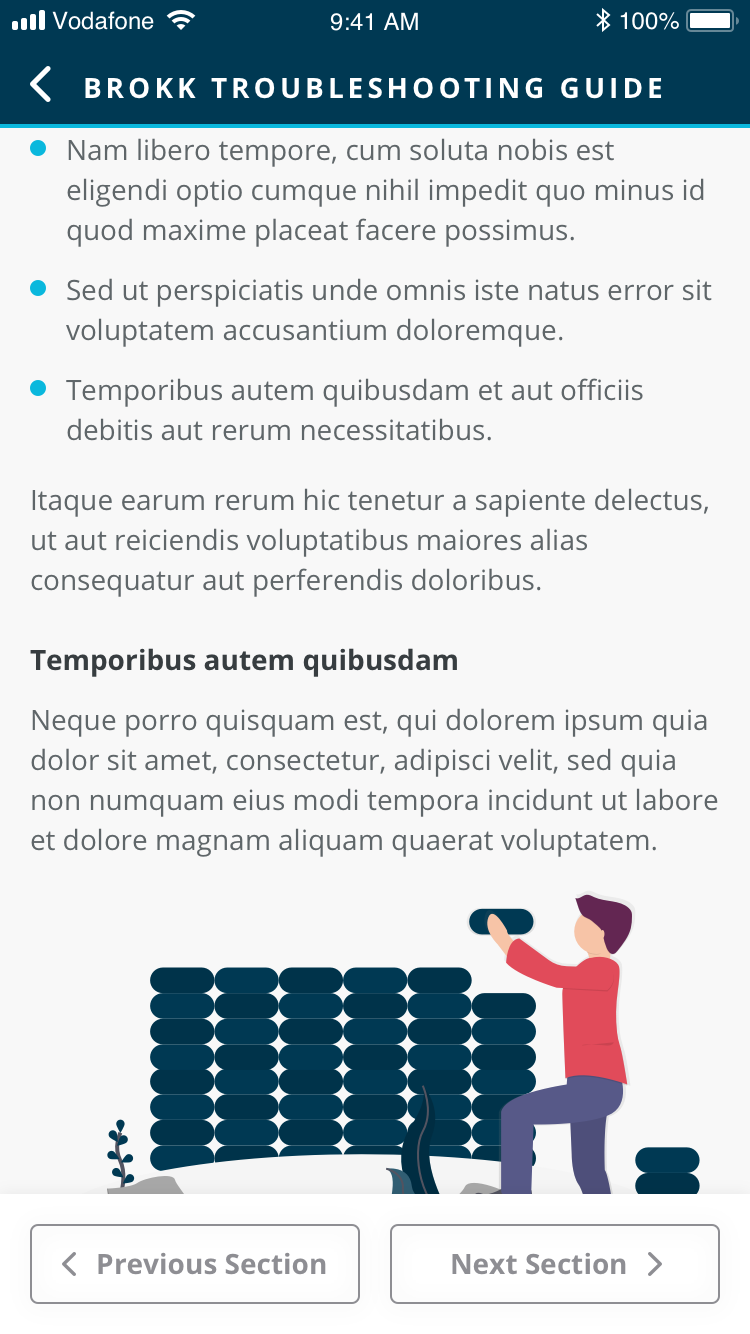 Vodafone 9:41 AM 100%
BROKK TROUBLESHOOTING GUIDE
Nam libero tempore, cum soluta nobis est
eligendi optio cumque nihil impedit quo minus id
quod maxime placeat facere possimus.
Sed ut perspiciatis unde omnis iste natus error sit
voluptatem accusantium doloremque.
Temporibus autem quibusdam et aut officiis
debitis aut rerum necessitatibus.
Itaque earum rerum hic tenetur a sapiente delectus,
ut aut reiciendis voluptatibus maiores alias
consequatur aut perferendis doloribus.
Temporibus autem quibusdam
Neque porro quisquam est, qui dolorem ipsum quia
dolor sit amet, consectetur, adipisci velit, sed quia
non numquam eius modi tempora incidunt ut labore
et dolore magnam aliquam quaerat voluptatem.
Previous Section Next Section